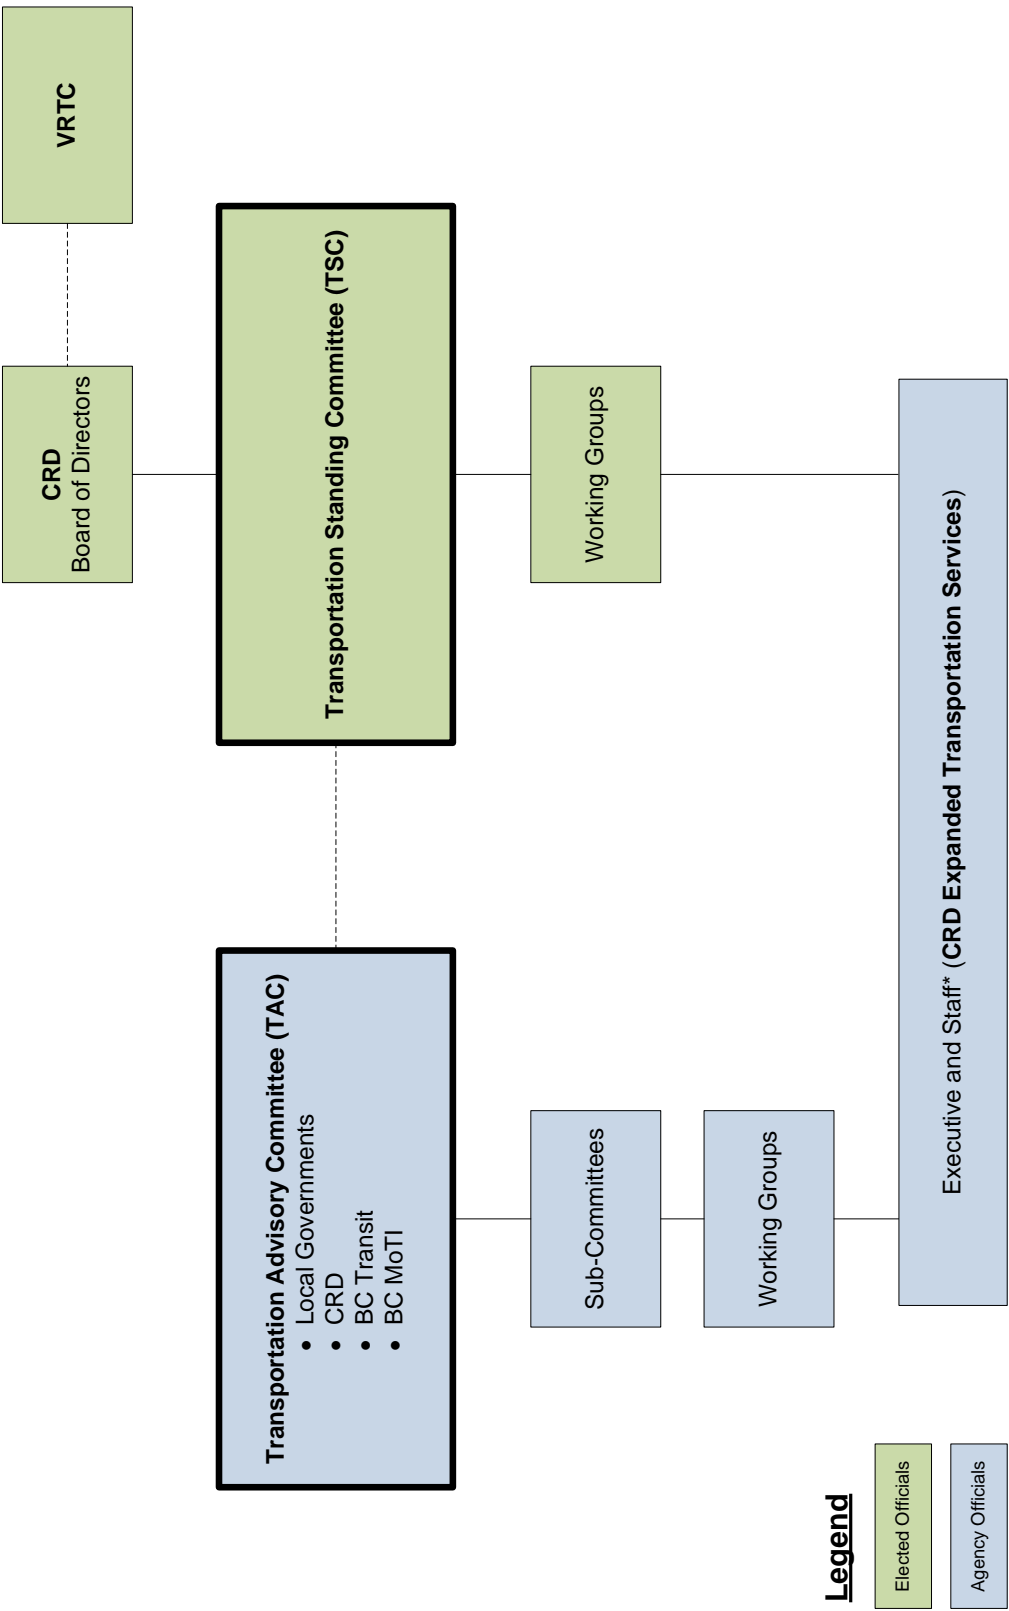 CRD
Board of Directors
VRTC
Transportation Advisory Committee (TAC)
• Local Governments
• CRD
• BC Transit
• BC MoTI
Transportation Standing Committee (TSC)
Sub-Committees
Working Groups
Working Groups
Executive and Staff* (CRD Expanded Transportation Services)
Legend
Elected Officials
Agency Officials